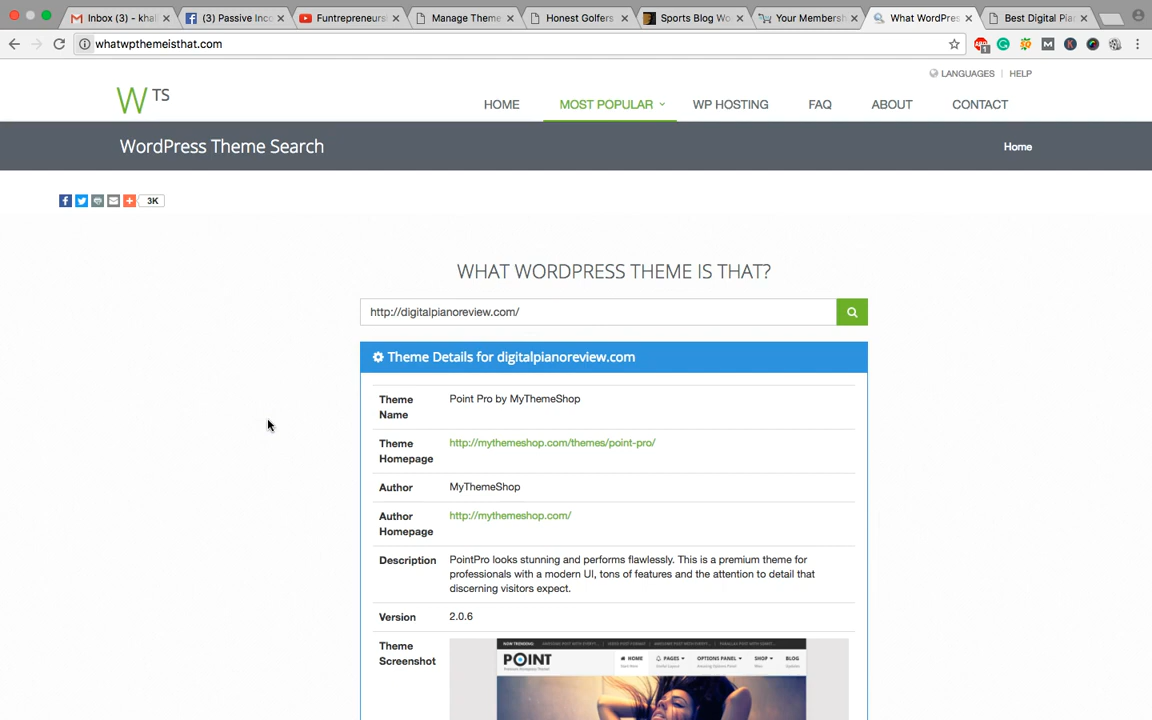 Inbox (3) - khal
(3) Passive Inco
Funtrepreneurs
Manage Theme
Honest Golfers
Sports Blog Wo
Your Membersh
What WordPres
Best Digital Pia
whatwpthemeisthat.com
LANGUAGES | HELP
W TS
HOME
MOST POPULAR
WP HOSTING
FAQ
ABOUT
CONTACT
WordPress Theme Search
Home
3K
WHAT WORDPRESS THEME IS THAT?
http://digitalpianoreview.com/
Theme Details for digitalpianoreview.com
Theme Name
Point Pro by MyThemeShop
Theme Homepage
http://mythemeshop.com/themes/point-pro/
Author
MyThemeShop
Author Homepage
http://mythemeshop.com/
Description
PointPro looks stunning and performs flawlessly. This is a premium theme for
professionals with a modern UI, tons of features and the attention to detail that
discerning visitors expect.
Version
2.0.6
Theme Screenshot
POINT
HOME
PAGES
OPTIONS PANEL
SHOP
BLOG